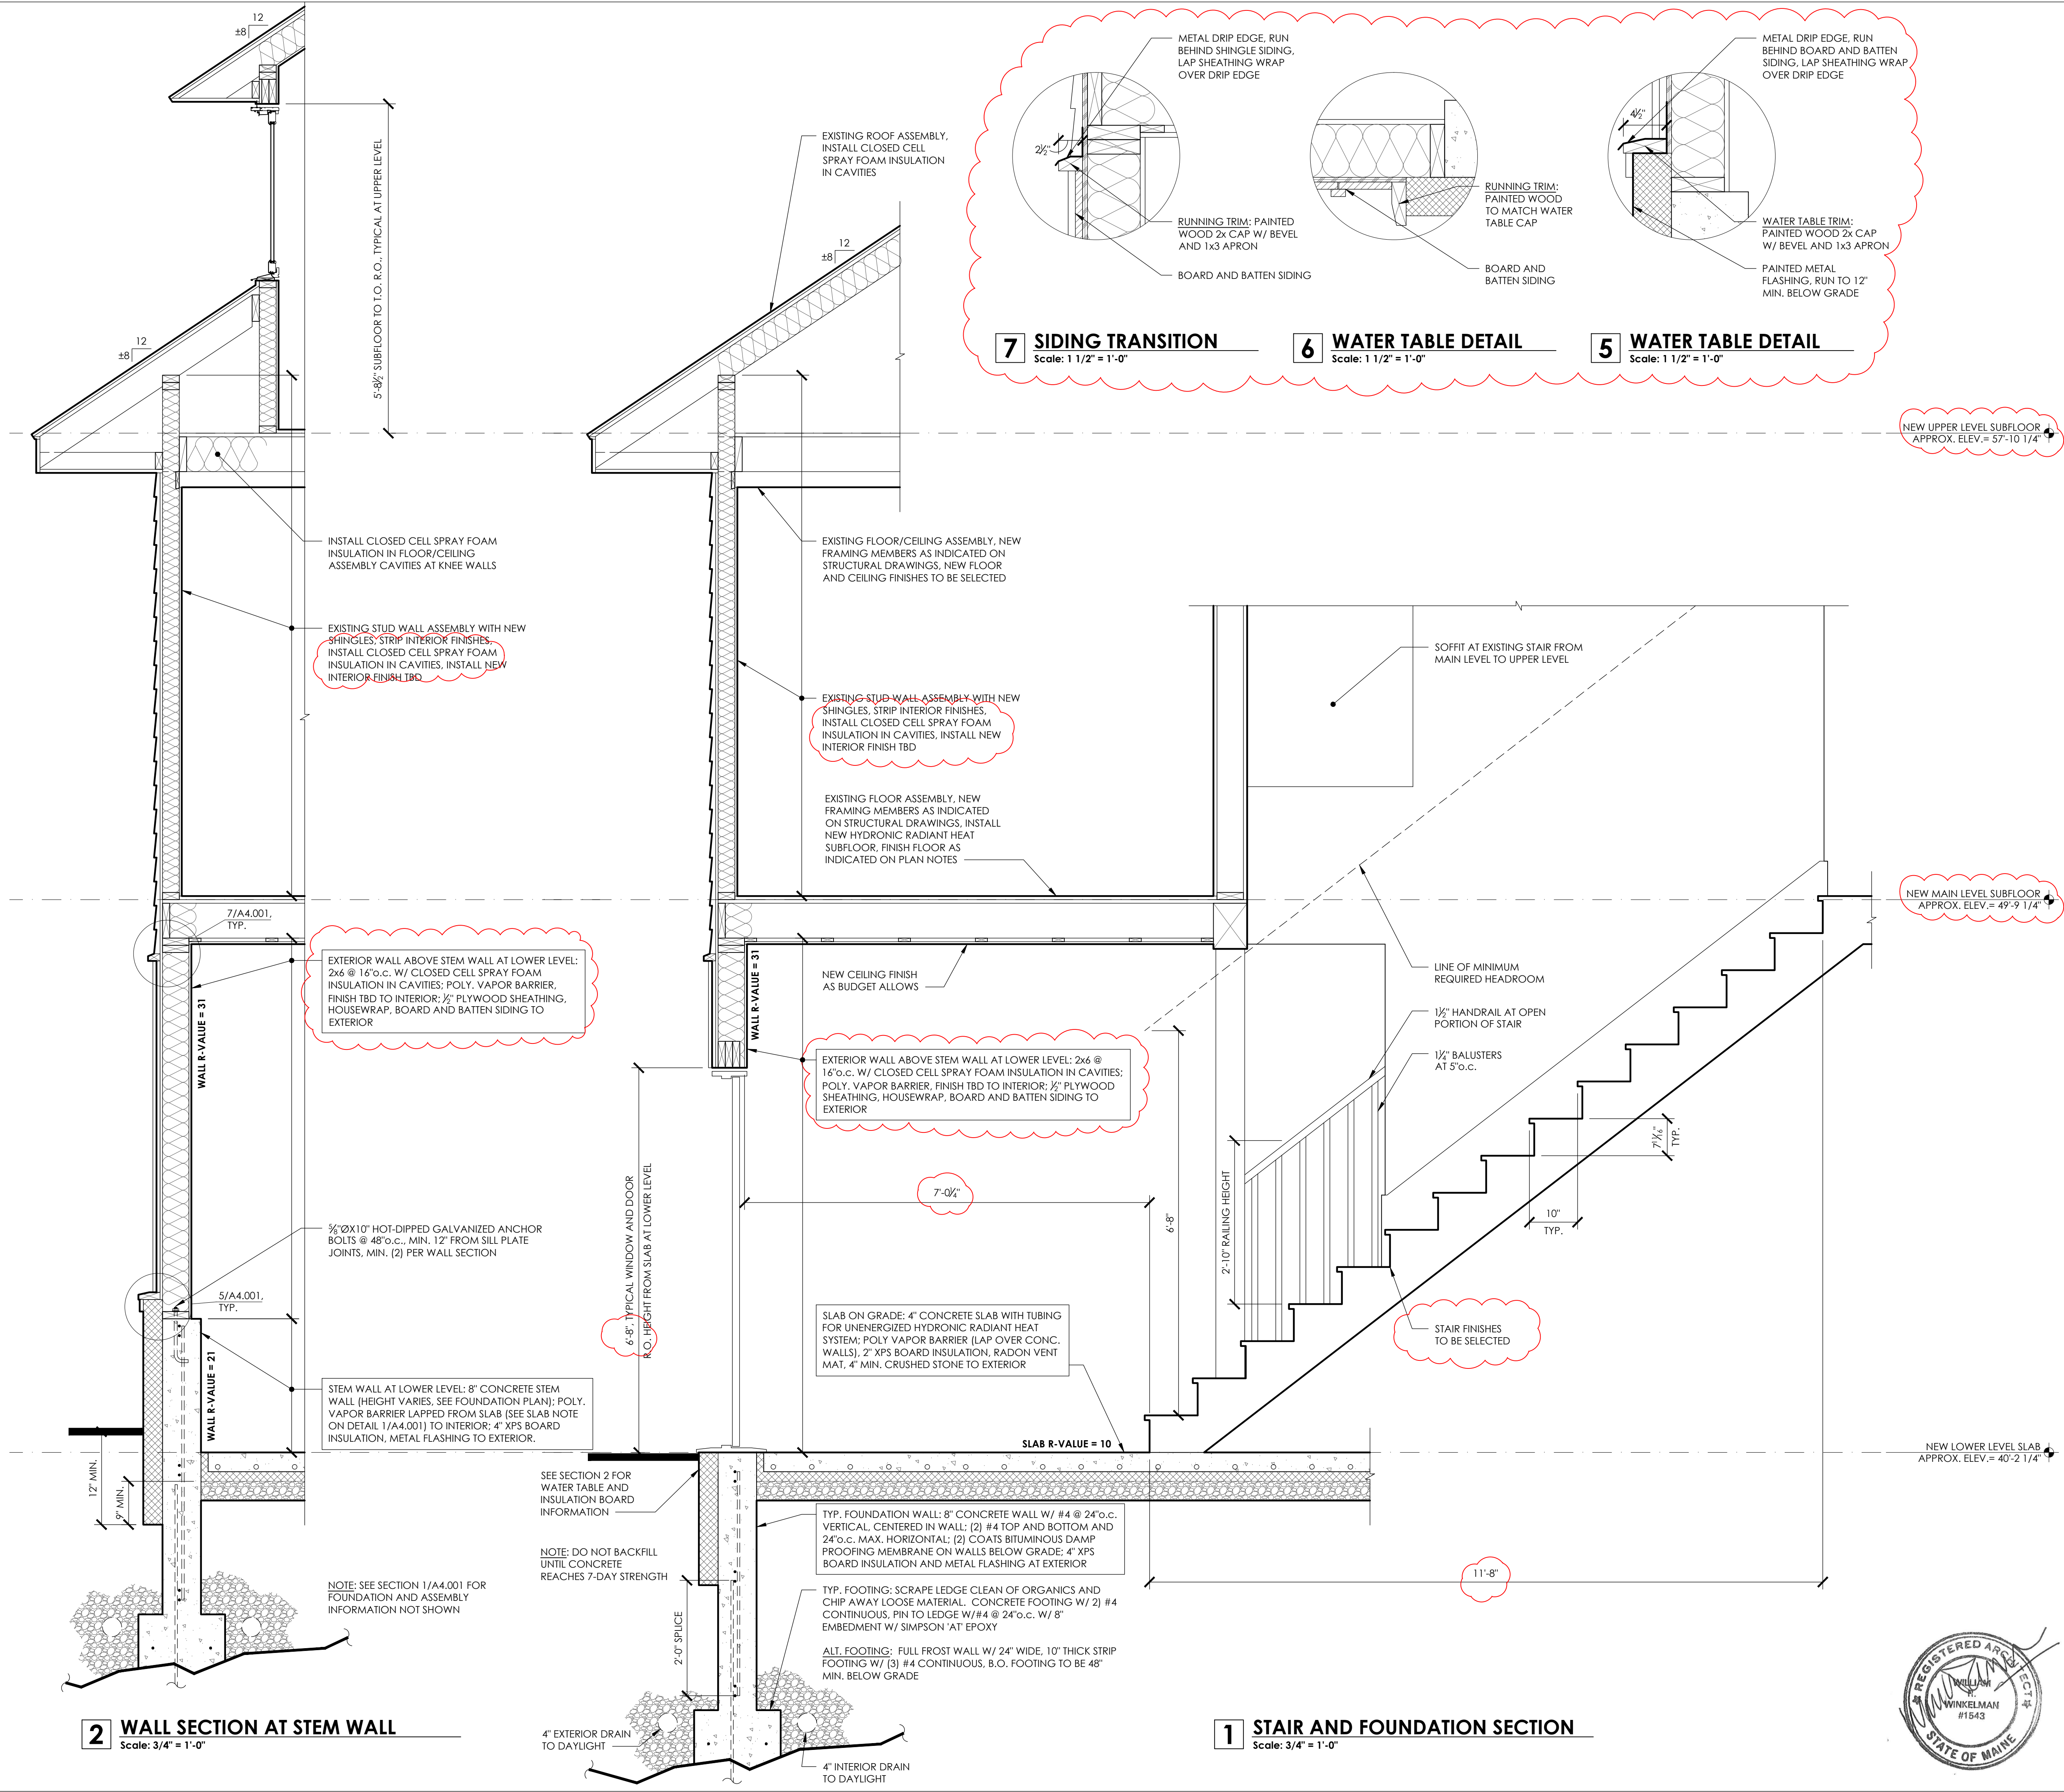 12
±8
5'-8½" SUBFLOOR TO T.O. R.O., TYPICAL AT UPPER LEVEL
12
±8
INSTALL CLOSED CELL SPRAY FOAM
INSULATION IN FLOOR/CEILING
ASSEMBLY CAVITIES AT KNEE WALLS
EXISTING STUD WALL ASSEMBLY WITH NEW
SHINGLES, STRIP INTERIOR FINISHES,
INSTALL CLOSED CELL SPRAY FOAM
INSULATION IN CAVITIES, INSTALL NEW
INTERIOR FINISH TBD
7/A4.001,
TYP.
EXTERIOR WALL ABOVE STEM WALL AT LOWER LEVEL:
2x6 @ 16"o.c. W/ CLOSED CELL SPRAY FOAM
INSULATION IN CAVITIES; POLY. VAPOR BARRIER,
FINISH TBD TO INTERIOR; ½" PLYWOOD SHEATHING,
HOUSEWRAP, BOARD AND BATTEN SIDING TO
EXTERIOR
WALL R-VALUE = 31
⅝"ØX10" HOT-DIPPED GALVANIZED ANCHOR
BOLTS @ 48"o.c., MIN. 12" FROM SILL PLATE
JOINTS, MIN. (2) PER WALL SECTION
5/A4.001,
TYP.
WALL R-VALUE = 21
STEM WALL AT LOWER LEVEL: 8" CONCRETE STEM
WALL (HEIGHT VARIES, SEE FOUNDATION PLAN); POLY.
VAPOR BARRIER LAPPED FROM SLAB (SEE SLAB NOTE
ON DETAIL 1/A4.001) TO INTERIOR; 4" XPS BOARD
INSULATION, METAL FLASHING TO EXTERIOR.
12" MIN.
9" MIN.
NOTE: SEE SECTION 1/A4.001 FOR
FOUNDATION AND ASSEMBLY
INFORMATION NOT SHOWN
2 WALL SECTION AT STEM WALL
Scale: 3/4" = 1'-0"
EXISTING ROOF ASSEMBLY,
INSTALL CLOSED CELL
SPRAY FOAM INSULATION
IN CAVITIES
12
±8
EXISTING FLOOR/CEILING ASSEMBLY, NEW
FRAMING MEMBERS AS INDICATED ON
STRUCTURAL DRAWINGS, NEW FLOOR
AND CEILING FINISHES TO BE SELECTED
EXISTING STUD WALL ASSEMBLY WITH NEW
SHINGLES, STRIP INTERIOR FINISHES,
INSTALL CLOSED CELL SPRAY FOAM
INSULATION IN CAVITIES, INSTALL NEW
INTERIOR FINISH TBD
EXISTING FLOOR ASSEMBLY, NEW
FRAMING MEMBERS AS INDICATED
ON STRUCTURAL DRAWINGS, INSTALL
NEW HYDRONIC RADIANT HEAT
SUBFLOOR, FINISH FLOOR AS
INDICATED ON PLAN NOTES
WALL R-VALUE = 31
NEW CEILING FINISH
AS BUDGET ALLOWS
EXTERIOR WALL ABOVE STEM WALL AT LOWER LEVEL: 2x6 @
16"o.c. W/ CLOSED CELL SPRAY FOAM INSULATION IN CAVITIES;
POLY. VAPOR BARRIER, FINISH TBD TO INTERIOR; ½" PLYWOOD
SHEATHING, HOUSEWRAP, BOARD AND BATTEN SIDING TO
EXTERIOR
6'-8", TYPICAL WINDOW AND DOOR
R.O. HEIGHT FROM SLAB AT LOWER LEVEL
7'-0¼"
6'-8"
2'-10" RAILING HEIGHT
SLAB ON GRADE: 4" CONCRETE SLAB WITH TUBING
FOR UNENERGIZED HYDRONIC RADIANT HEAT
SYSTEM; POLY VAPOR BARRIER (LAP OVER CONC.
WALLS), 2" XPS BOARD INSULATION, RADON VENT
MAT, 4" MIN. CRUSHED STONE TO EXTERIOR
SLAB R-VALUE = 10
SEE SECTION 2 FOR
WATER TABLE AND
INSULATION BOARD
INFORMATION
NOTE: DO NOT BACKFILL
UNTIL CONCRETE
REACHES 7-DAY STRENGTH
TYP. FOUNDATION WALL: 8" CONCRETE WALL W/ #4 @ 24"o.c.
VERTICAL, CENTERED IN WALL; (2) #4 TOP AND BOTTOM AND
24"o.c. MAX. HORIZONTAL; (2) COATS BITUMINOUS DAMP
PROOFING MEMBRANE ON WALLS BELOW GRADE; 4" XPS
BOARD INSULATION AND METAL FLASHING AT EXTERIOR
TYP. FOOTING: SCRAPE LEDGE CLEAN OF ORGANICS AND
CHIP AWAY LOOSE MATERIAL. CONCRETE FOOTING W/ 2) #4
CONTINUOUS, PIN TO LEDGE W/#4 @ 24"o.c. W/ 8"
EMBEDMENT W/ SIMPSON 'AT' EPOXY
ALT. FOOTING: FULL FROST WALL W/ 24" WIDE, 10" THICK STRIP
FOOTING W/ (3) #4 CONTINUOUS, B.O. FOOTING TO BE 48"
MIN. BELOW GRADE
2'-0" SPLICE
4" EXTERIOR DRAIN
TO DAYLIGHT
4" INTERIOR DRAIN
TO DAYLIGHT
SOFFIT AT EXISTING STAIR FROM
MAIN LEVEL TO UPPER LEVEL
LINE OF MINIMUM
REQUIRED HEADROOM
1½" HANDRAIL AT OPEN
PORTION OF STAIR
1¼" BALUSTERS
AT 5"o.c.
TYP.
10"
TYP.
STAIR FINISHES
TO BE SELECTED
11'-8"
1 STAIR AND FOUNDATION SECTION
Scale: 3/4" = 1'-0"
METAL DRIP EDGE, RUN
BEHIND SHINGLE SIDING,
LAP SHEATHING WRAP
OVER DRIP EDGE
2½"
RUNNING TRIM: PAINTED
WOOD 2x CAP W/ BEVEL
AND 1x3 APRON
BOARD AND BATTEN SIDING
7 SIDING TRANSITION
Scale: 1 1/2" = 1'-0"
RUNNING TRIM:
PAINTED WOOD
TO MATCH WATER
TABLE CAP
BOARD AND
BATTEN SIDING
6 WATER TABLE DETAIL
Scale: 1 1/2" = 1'-0"
METAL DRIP EDGE, RUN
BEHIND BOARD AND BATTEN
SIDING, LAP SHEATHING WRAP
OVER DRIP EDGE
4½"
WATER TABLE TRIM:
PAINTED WOOD 2x CAP
W/ BEVEL AND 1x3 APRON
PAINTED METAL
FLASHING, RUN TO 12"
MIN. BELOW GRADE
5 WATER TABLE DETAIL
Scale: 1 1/2" = 1'-0"
NEW UPPER LEVEL SUBFLOOR
APPROX. ELEV.= 57'-10 1/4"
NEW MAIN LEVEL SUBFLOOR
APPROX. ELEV.= 49'-9 1/4"
NEW LOWER LEVEL SLAB
APPROX. ELEV.= 40'-2 1/4"
REGISTERED ARCHITECT
WILLIAM
WINKELMAN
#1543
STATE OF MAINE